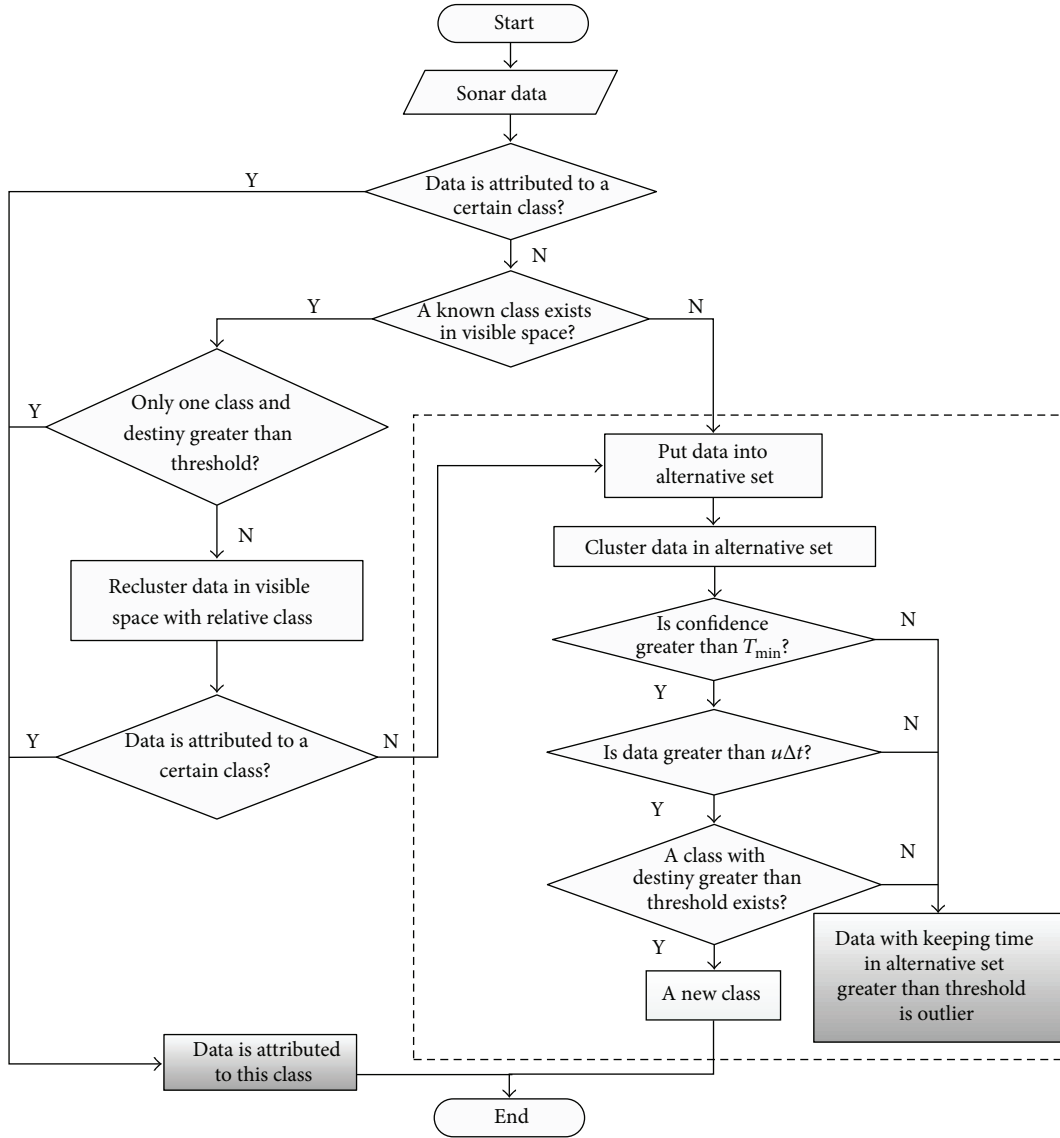 Start
Sonar data
Data is attributed to a
certain class?
Y
N
A known class exists
in visible space?
Y
N
Only one class and
destiny greater than
threshold?
Y
N
Put data into
alternative set
Cluster data in alternative set
Recluster data in visible
space with relative class
Is confidence
greater than Tmin?
N
Y
Data is attributed to a
certain class?
Y
N
Is data greater than uΔt?
N
Y
A class with
destiny greater than
threshold exists?
N
Y
Data with keeping time
in alternative set
greater than threshold
is outlier
A new class
Data is attributed
to this class
End